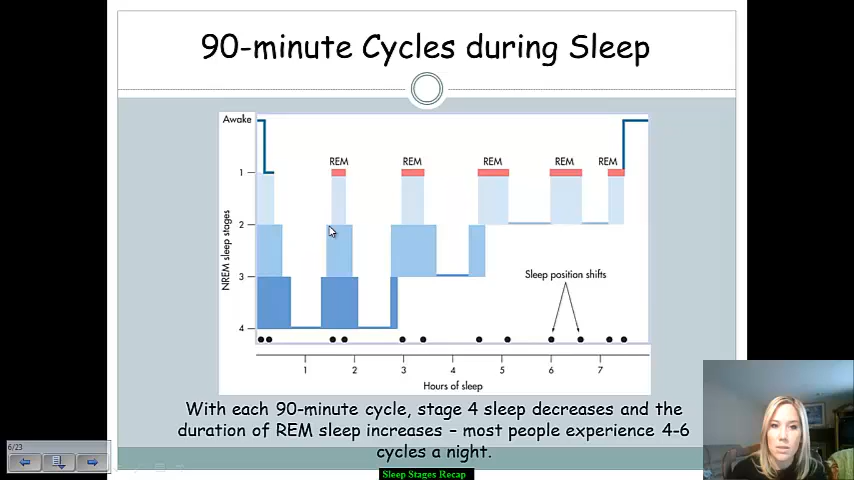 90-minute Cycles during Sleep
Awake
REM REM REM REM REM
1
2
3
4
NREM sleep stages
Sleep position shifts
1 2 3 4 5 6 7
Hours of sleep
With each 90-minute cycle, stage 4 sleep decreases and the
duration of REM sleep increases – most people experience 4-6
cycles a night.
6/23
Sleep Stages Recap